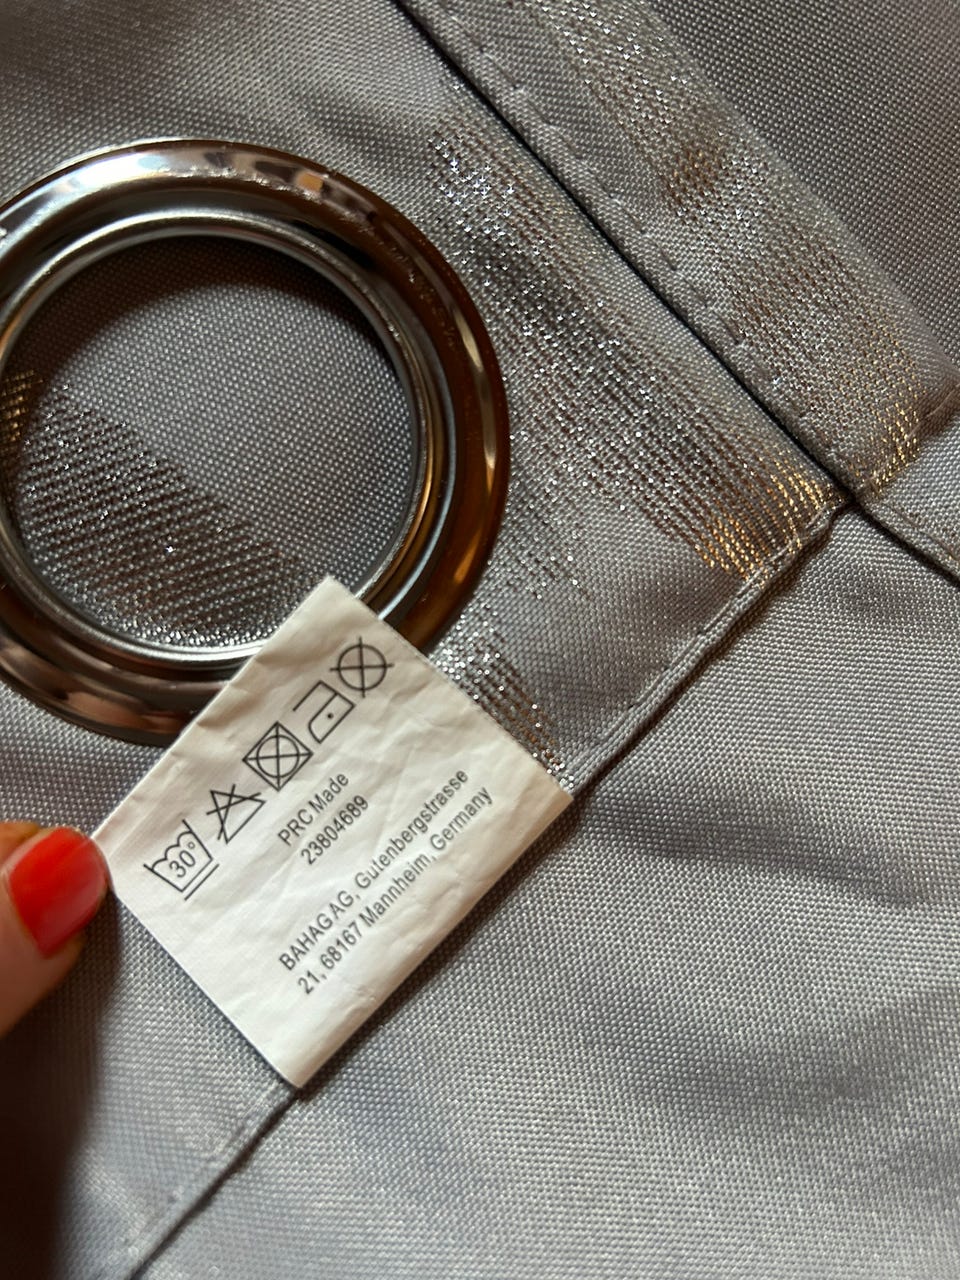 30°
PRC Made
23804689
BAHAG AG, Gutenbergstrasse
21, 68167 Mannheim, Germany